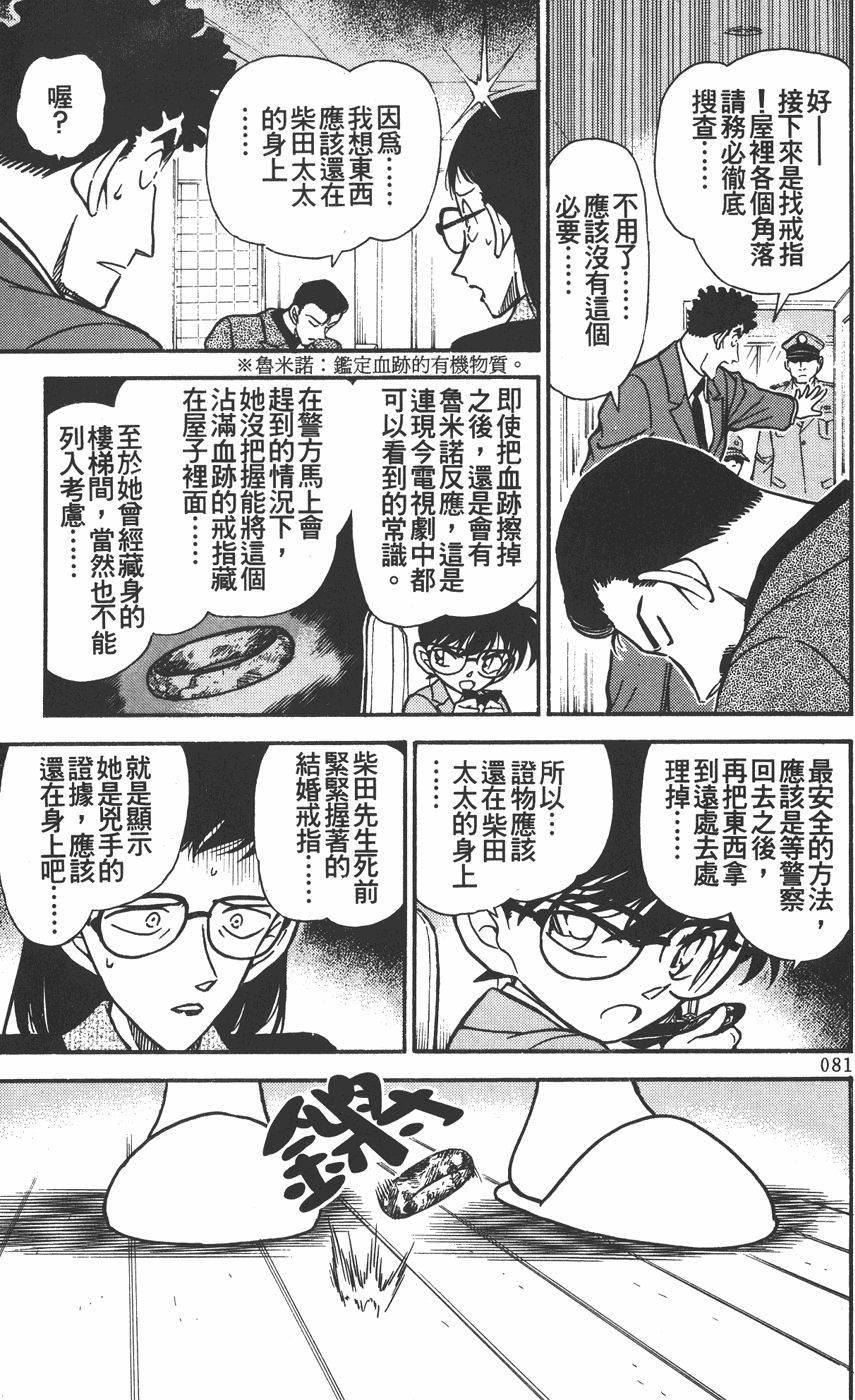 好——
接下來是找戒指
！屋裡各個角落
請務必徹底
搜查……
不用了……
應該沒有這個
必要……
因爲……
我想東西
應該還在
柴田太太
的身上
……
喔？
※魯米諾：鑑定血跡的有機物質。
即使把血跡擦掉
之後，還是會有
魯米諾反應，這是
連現今電視劇中都
可以看到的常識。
在警方馬上會
趕到的情況下，
她沒把握能將這個
沾滿血跡的戒指藏
在屋子裡面……
至於她曾經藏身的
樓梯間，當然也不能
列入考慮……
最安全的方法，
應該是等警察
回去之後，
再把東西拿
到遠處去處
理掉……
所以…
證物應該
還在柴田
太太的身上
……
柴田先生死前
緊緊握著的
結婚戒指……
就是顯示
她是兇手的
證據，應該
還在身上吧……
081
鏘